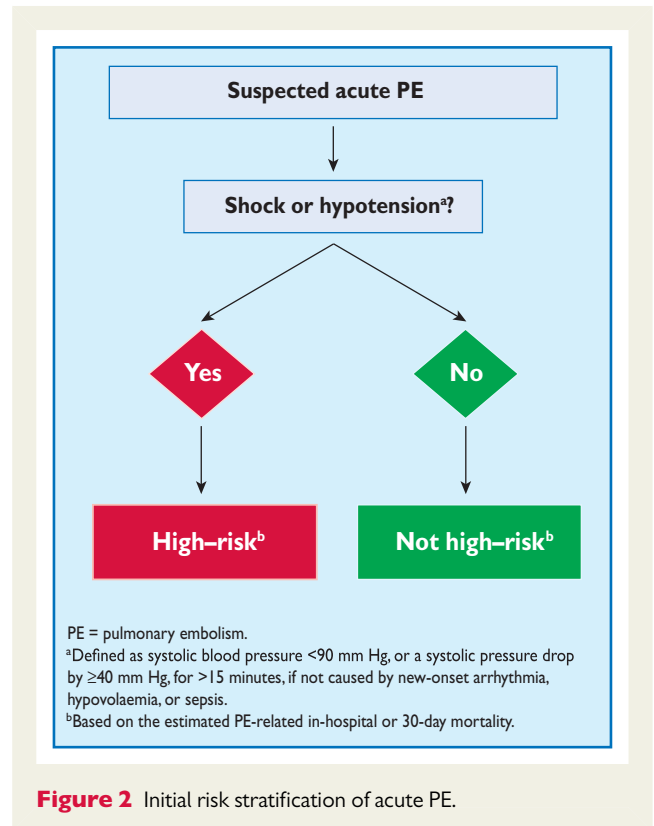 Suspected acute PE
Shock or hypotensionᵃ?
Yes
No
High–riskᵇ
Not high–riskᵇ
PE = pulmonary embolism.
ᵃDefined as systolic blood pressure <90 mm Hg, or a systolic pressure drop
by ≥40 mm Hg, for >15 minutes, if not caused by new-onset arrhythmia,
hypovolaemia, or sepsis.
ᵇBased on the estimated PE-related in-hospital or 30-day mortality.
Figure 2 Initial risk stratification of acute PE.